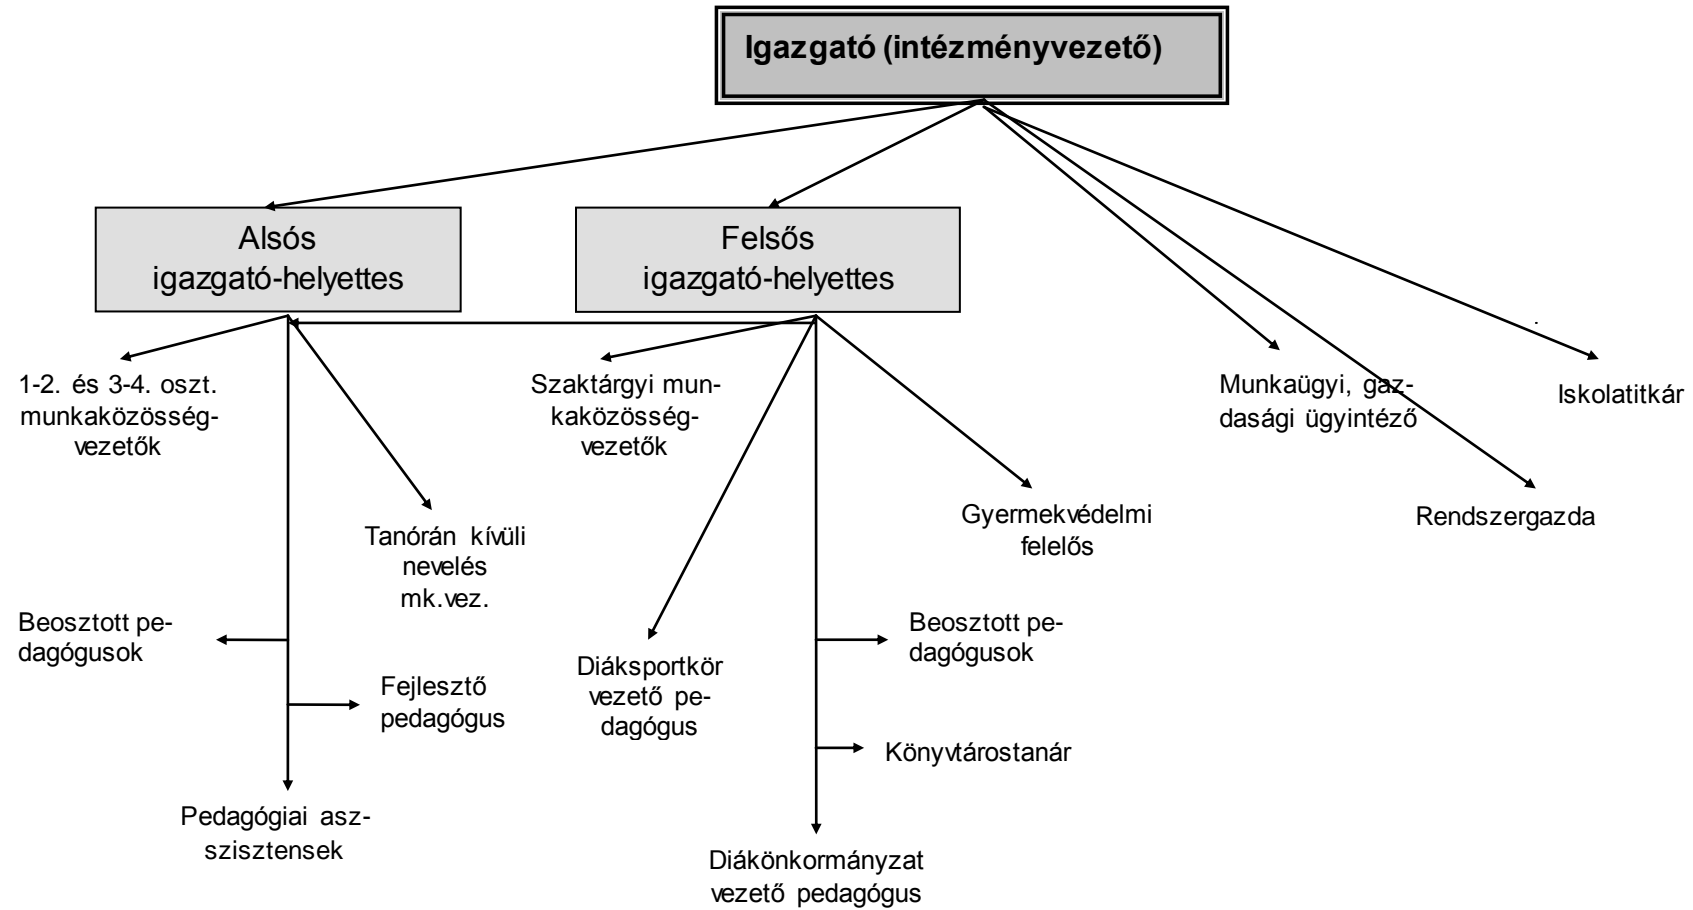 Igazgató (intézményvezető)
Alsós
igazgató-helyettes
Felsős
igazgató-helyettes
1-2. és 3-4. oszt.
munkaközösség-
vezetők
Szaktárgyi mun-
kaközösség-
vezetők
Munkaügyi, gaz-
dasági ügyintéző
Iskolatitkár
Tanórán kívüli
nevelés
mk.vez.
Gyermekvédelmi
felelős
Rendszergazda
Beosztott pe-
dagógusok
Fejlesztő
pedagógus
Diáksportkör
vezető pe-
dagógus
Beosztott pe-
dagógusok
Könyvtárostanár
Pedagógiai asz-
szisztensek
Diákönkormányzat
vezető pedagógus